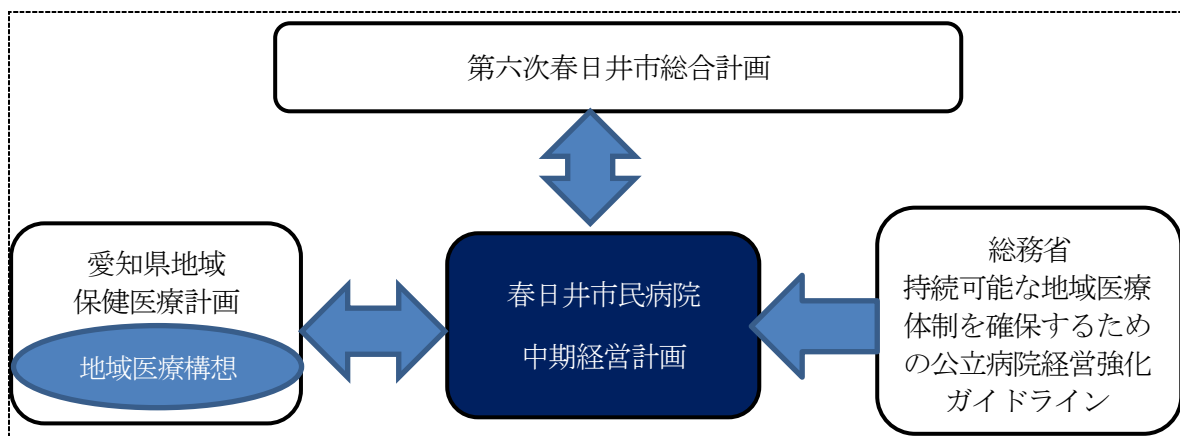 第六次春日井市総合計画
愛知県地域
保健医療計画
地域医療構想
春日井市民病院
中期経営計画
総務省
持続可能な地域医療
体制を確保するため
の公立病院経営強化
ガイドライン